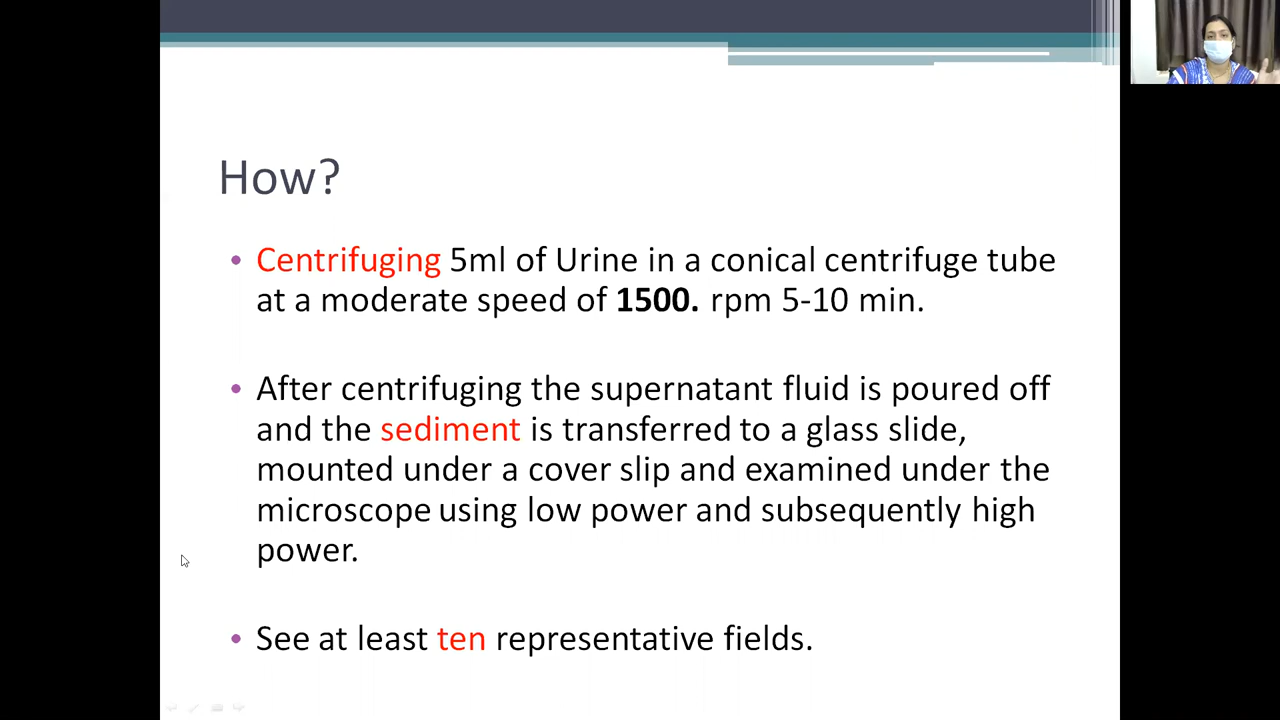 How?
• Centrifuging 5ml of Urine in a conical centrifuge tube
at a moderate speed of 1500. rpm 5-10 min.
• After centrifuging the supernatant fluid is poured off
and the sediment is transferred to a glass slide,
mounted under a cover slip and examined under the
microscope using low power and subsequently high
power.
• See at least ten representative fields.